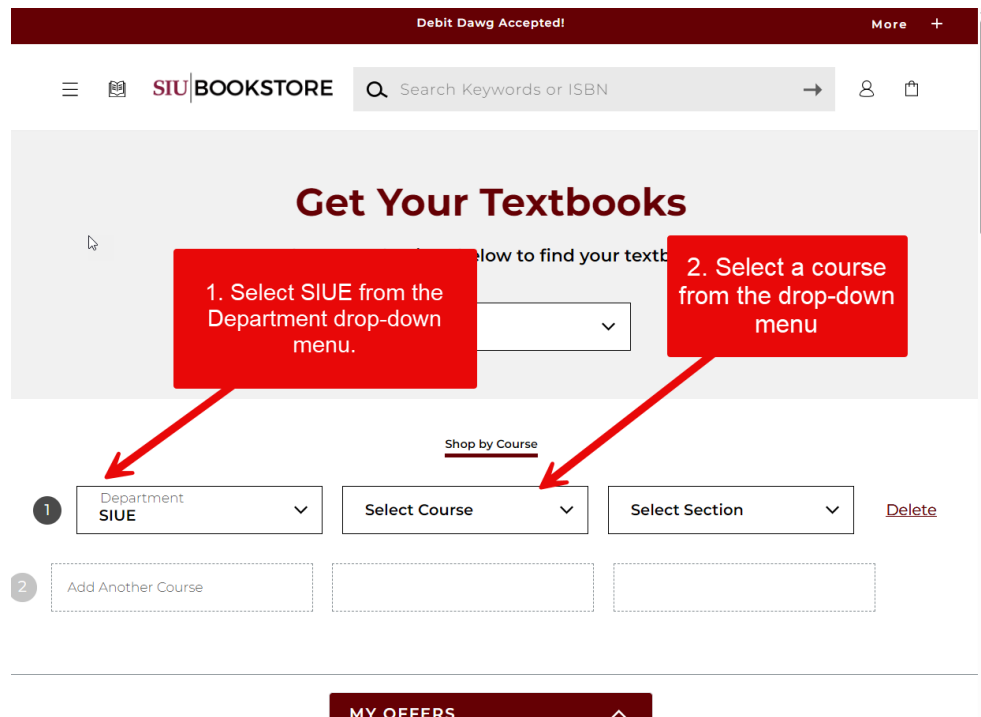 Debit Dawg Accepted!
More +
SIU BOOKSTORE
Search Keywords or ISBN
Get Your Textbooks
below to find your
1. Select SIUE from the
Department drop-down
menu.
2. Select a course
from the drop-down
menu
Shop by Course
1
Department
SIUE
Select Course
Select Section
Delete
2
Add Another Course
MY OFFERS